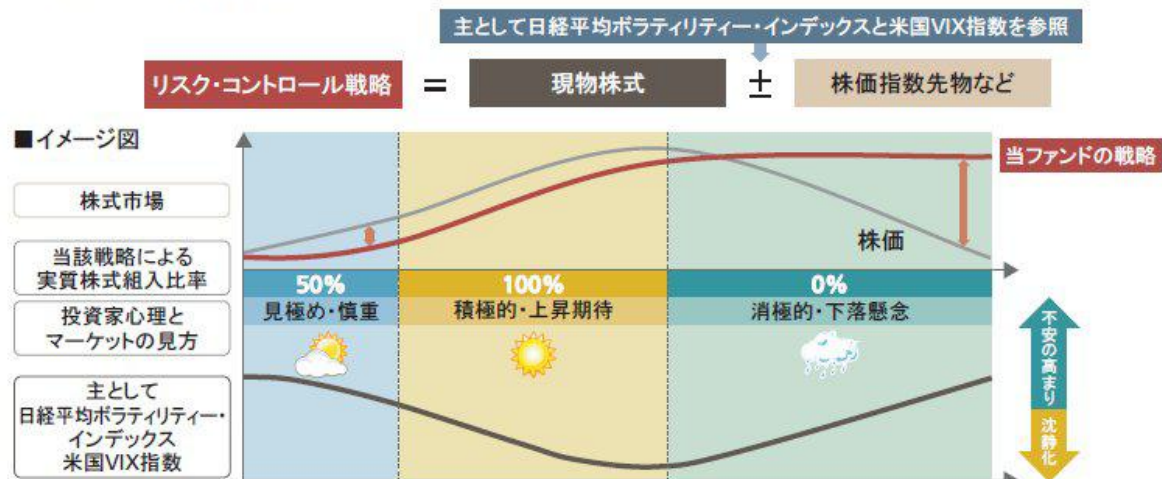 主として日経平均ボラティリティー・インデックスと米国VIX指数を参照
リスク・コントロール戦略 = 現物株式 ± 株価指数先物など
■イメージ図
当ファンドの戦略
株式市場
株価
当該戦略による
実質株式組入比率
50% 100% 0%
見極め・慎重 積極的・上昇期待 消極的・下落懸念
投資家心理と
マーケットの見方
不安の高まり
沈静化
主として
日経平均ボラティリティー・
インデックス
米国VIX指数